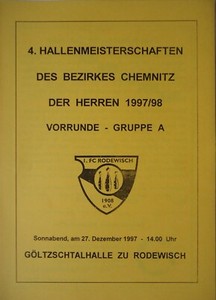 4. HALLENMEISTERSCHAFTEN
DES BEZIRKES CHEMNITZ
DER HERREN 1997/98
VORRUNDE - GRUPPE A
1. FC RODEWISCH
1908
e.V.
Sonnabend, am 27. Dezember 1997 - 14.00 Uhr
GÖLTZSCHTALHALLE ZU RODEWISCH